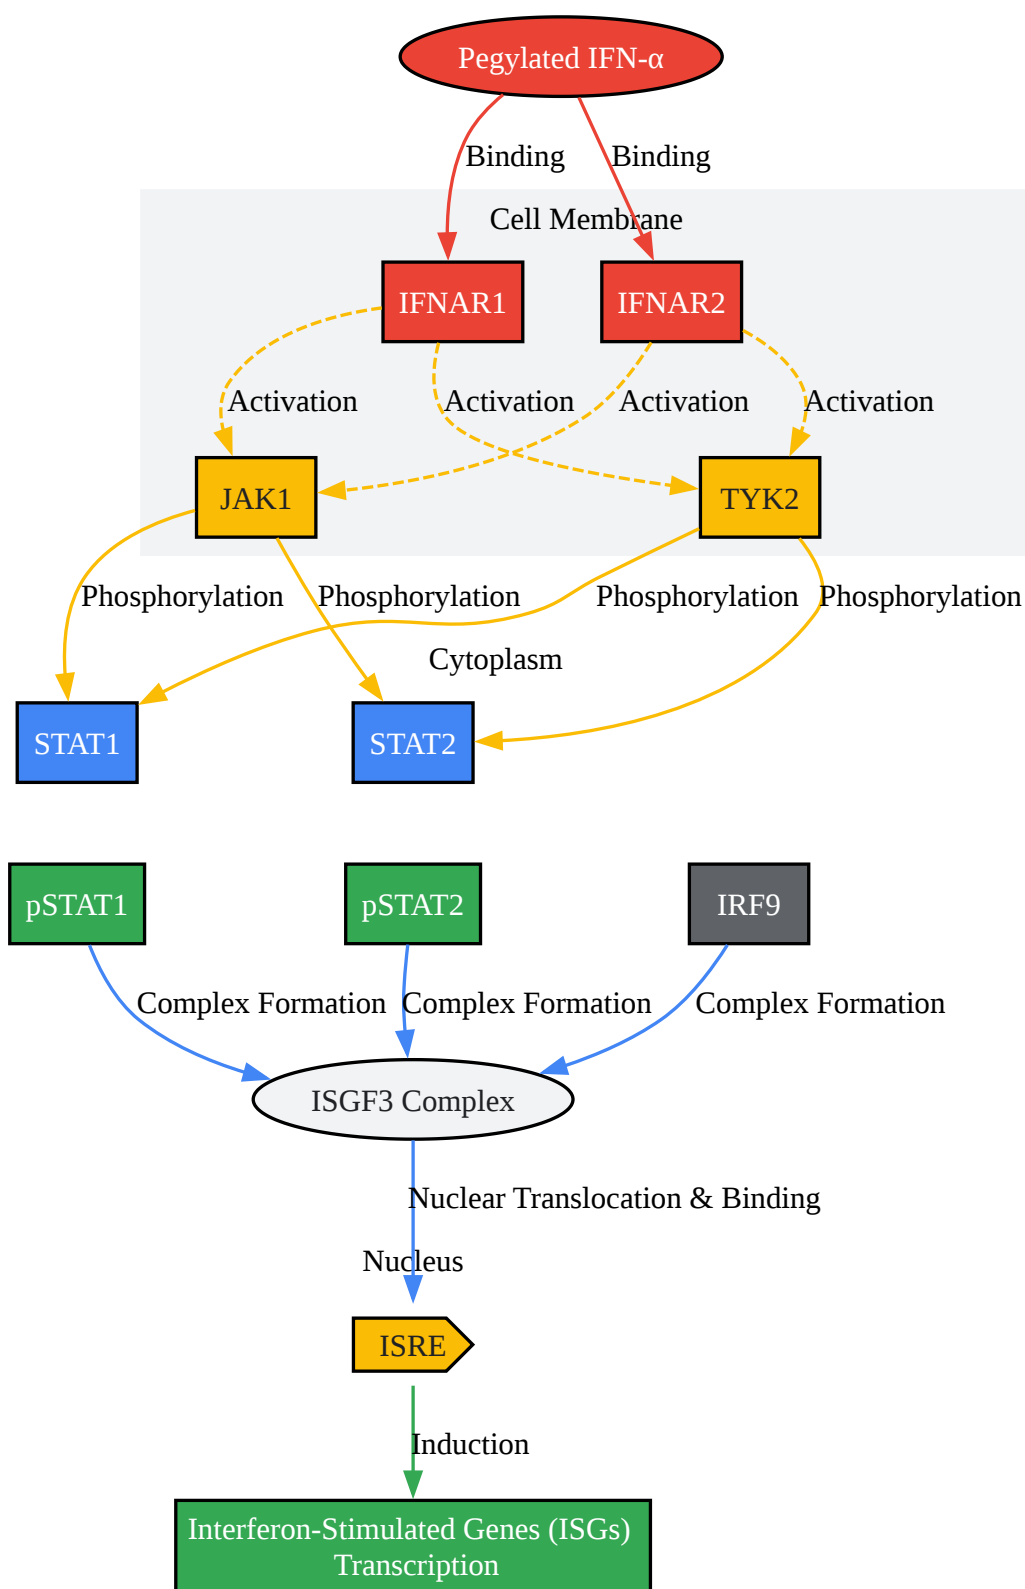 Pegylated IFN-α
Binding
Binding
Cell Membrane
IFNAR1
IFNAR2
Activation
Activation
Activation
Activation
JAK1
TYK2
Phosphorylation
Phosphorylation
Phosphorylation
Phosphorylation
Cytoplasm
STAT1
STAT2
pSTAT1
pSTAT2
IRF9
Complex Formation
Complex Formation
Complex Formation
ISGF3 Complex
Nuclear Translocation & Binding
Nucleus
ISRE
Induction
Interferon-Stimulated Genes (ISGs)
Transcription